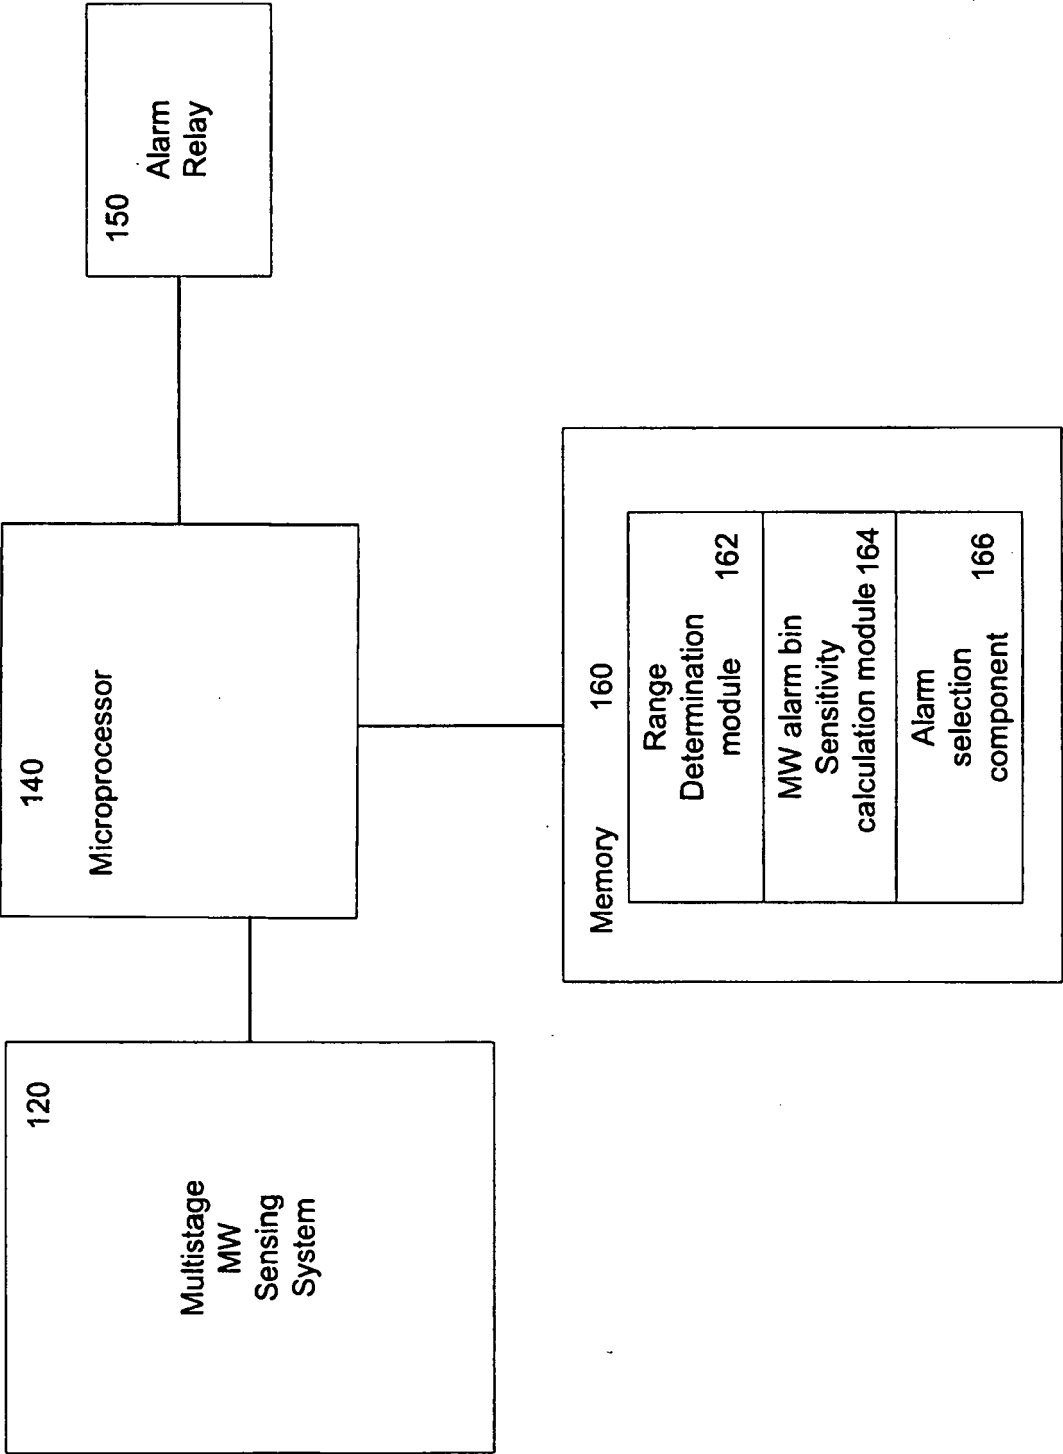 120
Multistage
MW
Sensing
System
140
Microprocessor
150
Alarm
Relay
Memory 160
Range
Determination
module 162
MW alarm bin
Sensitivity
calculation module 164
Alarm
selection
component 166